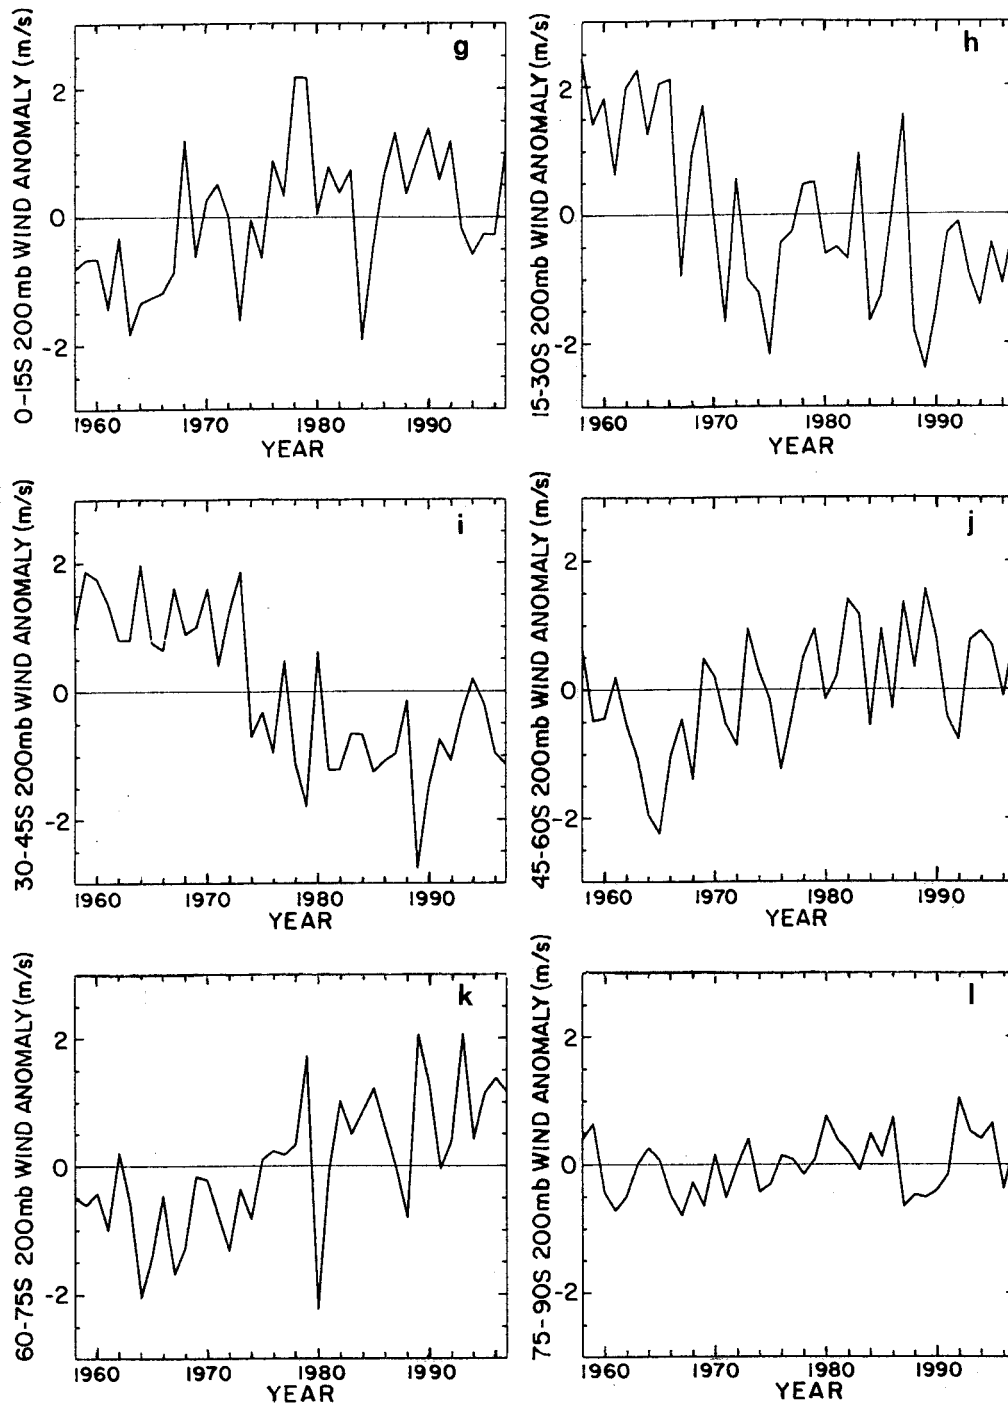 0-15S 200mb WIND ANOMALY (m/s)
g
2
0
-2
1960 1970 1980 1990
YEAR
15-30S 200mb WIND ANOMALY (m/s)
h
2
0
-2
1960 1970 1980 1990
YEAR
30-45S 200mb WIND ANOMALY (m/s)
i
2
0
-2
1960 1970 1980 1990
YEAR
45-60S 200mb WIND ANOMALY (m/s)
j
2
0
-2
1960 1970 1980 1990
YEAR
60-75S 200mb WIND ANOMALY (m/s)
k
2
0
-2
1960 1970 1980 1990
YEAR
75-90S 200mb WIND ANOMALY (m/s)
l
2
0
-2
1960 1970 1980 1990
YEAR